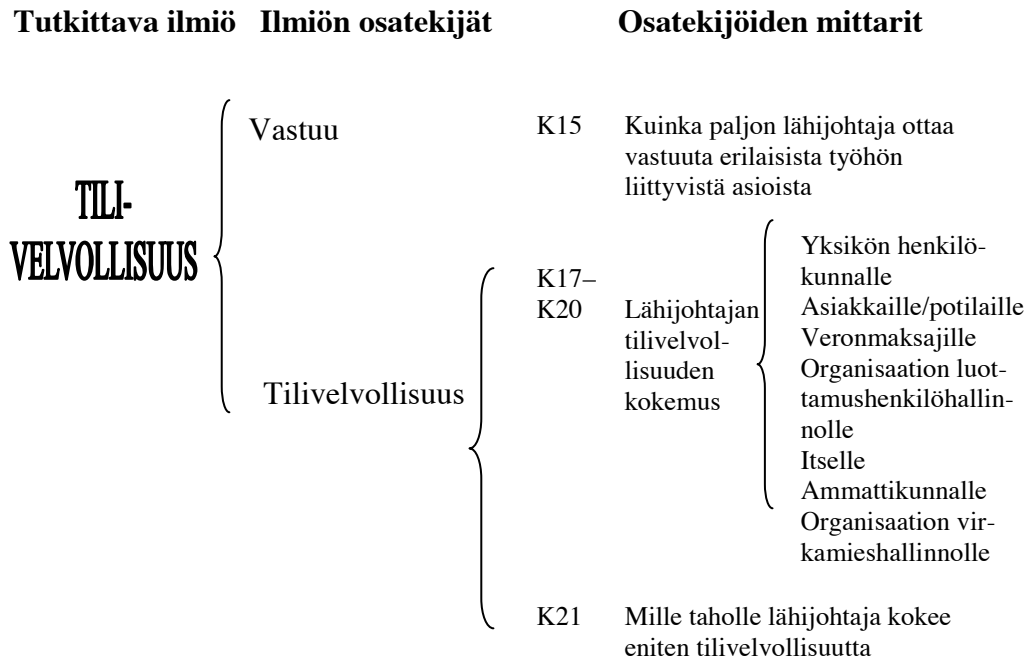 Tutkittava ilmiö Ilmiön osatekijät Osatekijöiden mittarit
Vastuu
K15 Kuinka paljon lähijohtaja ottaa
vastuuta erilaisista työhön
liittyvistä asioista
TILI-
VELVOLLISUUS
Tilivelvollisuus
K17–
K20 Lähijohtajan
tilivelvol-
lisuuden
kokemus
Yksikön henkilö-
kunnalle
Asiakkaille/potilaille
Veronmaksajille
Organisaation luot-
tamushenkilöhallin-
nolle
Itselle
Ammattikunnalle
Organisaation vir-
kamieshallinnolle
K21 Mille taholle lähijohtaja kokee
eniten tilivelvollisuutta